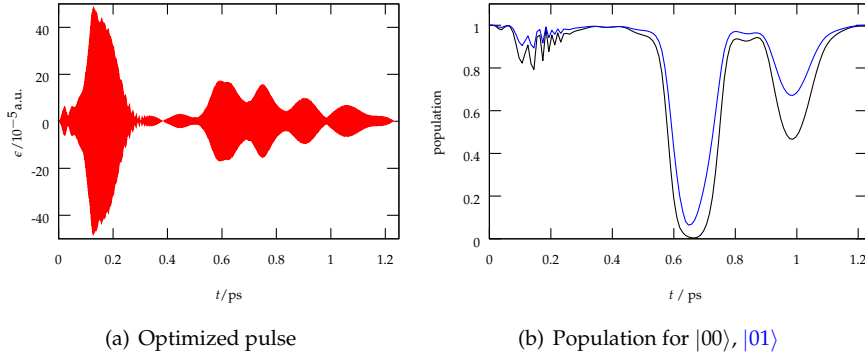 40
20
0
-20
-40
ϵ/10⁻⁵ a.u.
0 0.2 0.4 0.6 0.8 1 1.2
t/ps
(a) Optimized pulse
1
0.8
0.6
0.4
0.2
0
population
0 0.2 0.4 0.6 0.8 1 1.2
t / ps
(b) Population for |00⟩, |01⟩